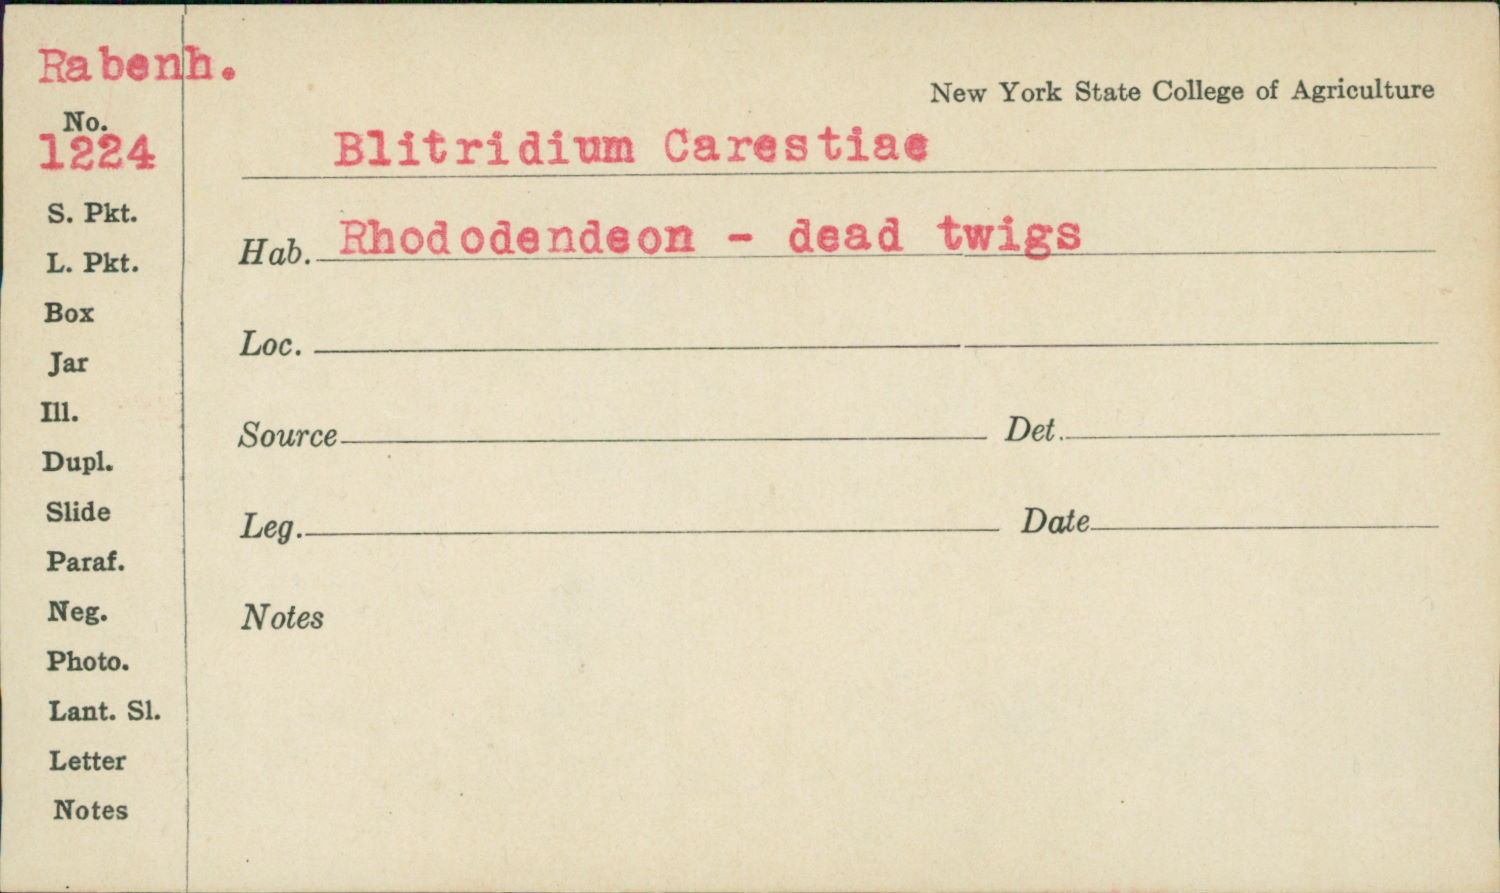 Rabenh.
New York State College of Agriculture
No.
1224
Blitridium Carestiae
S. Pkt.
Hab. Rhododendeon - dead twigs
L. Pkt.
Box
Loc.
Jar
Ill.
Source Det.
Dupl.
Slide
Leg. Date
Paraf.
Neg.
Notes
Photo.
Lant. Sl.
Letter
Notes